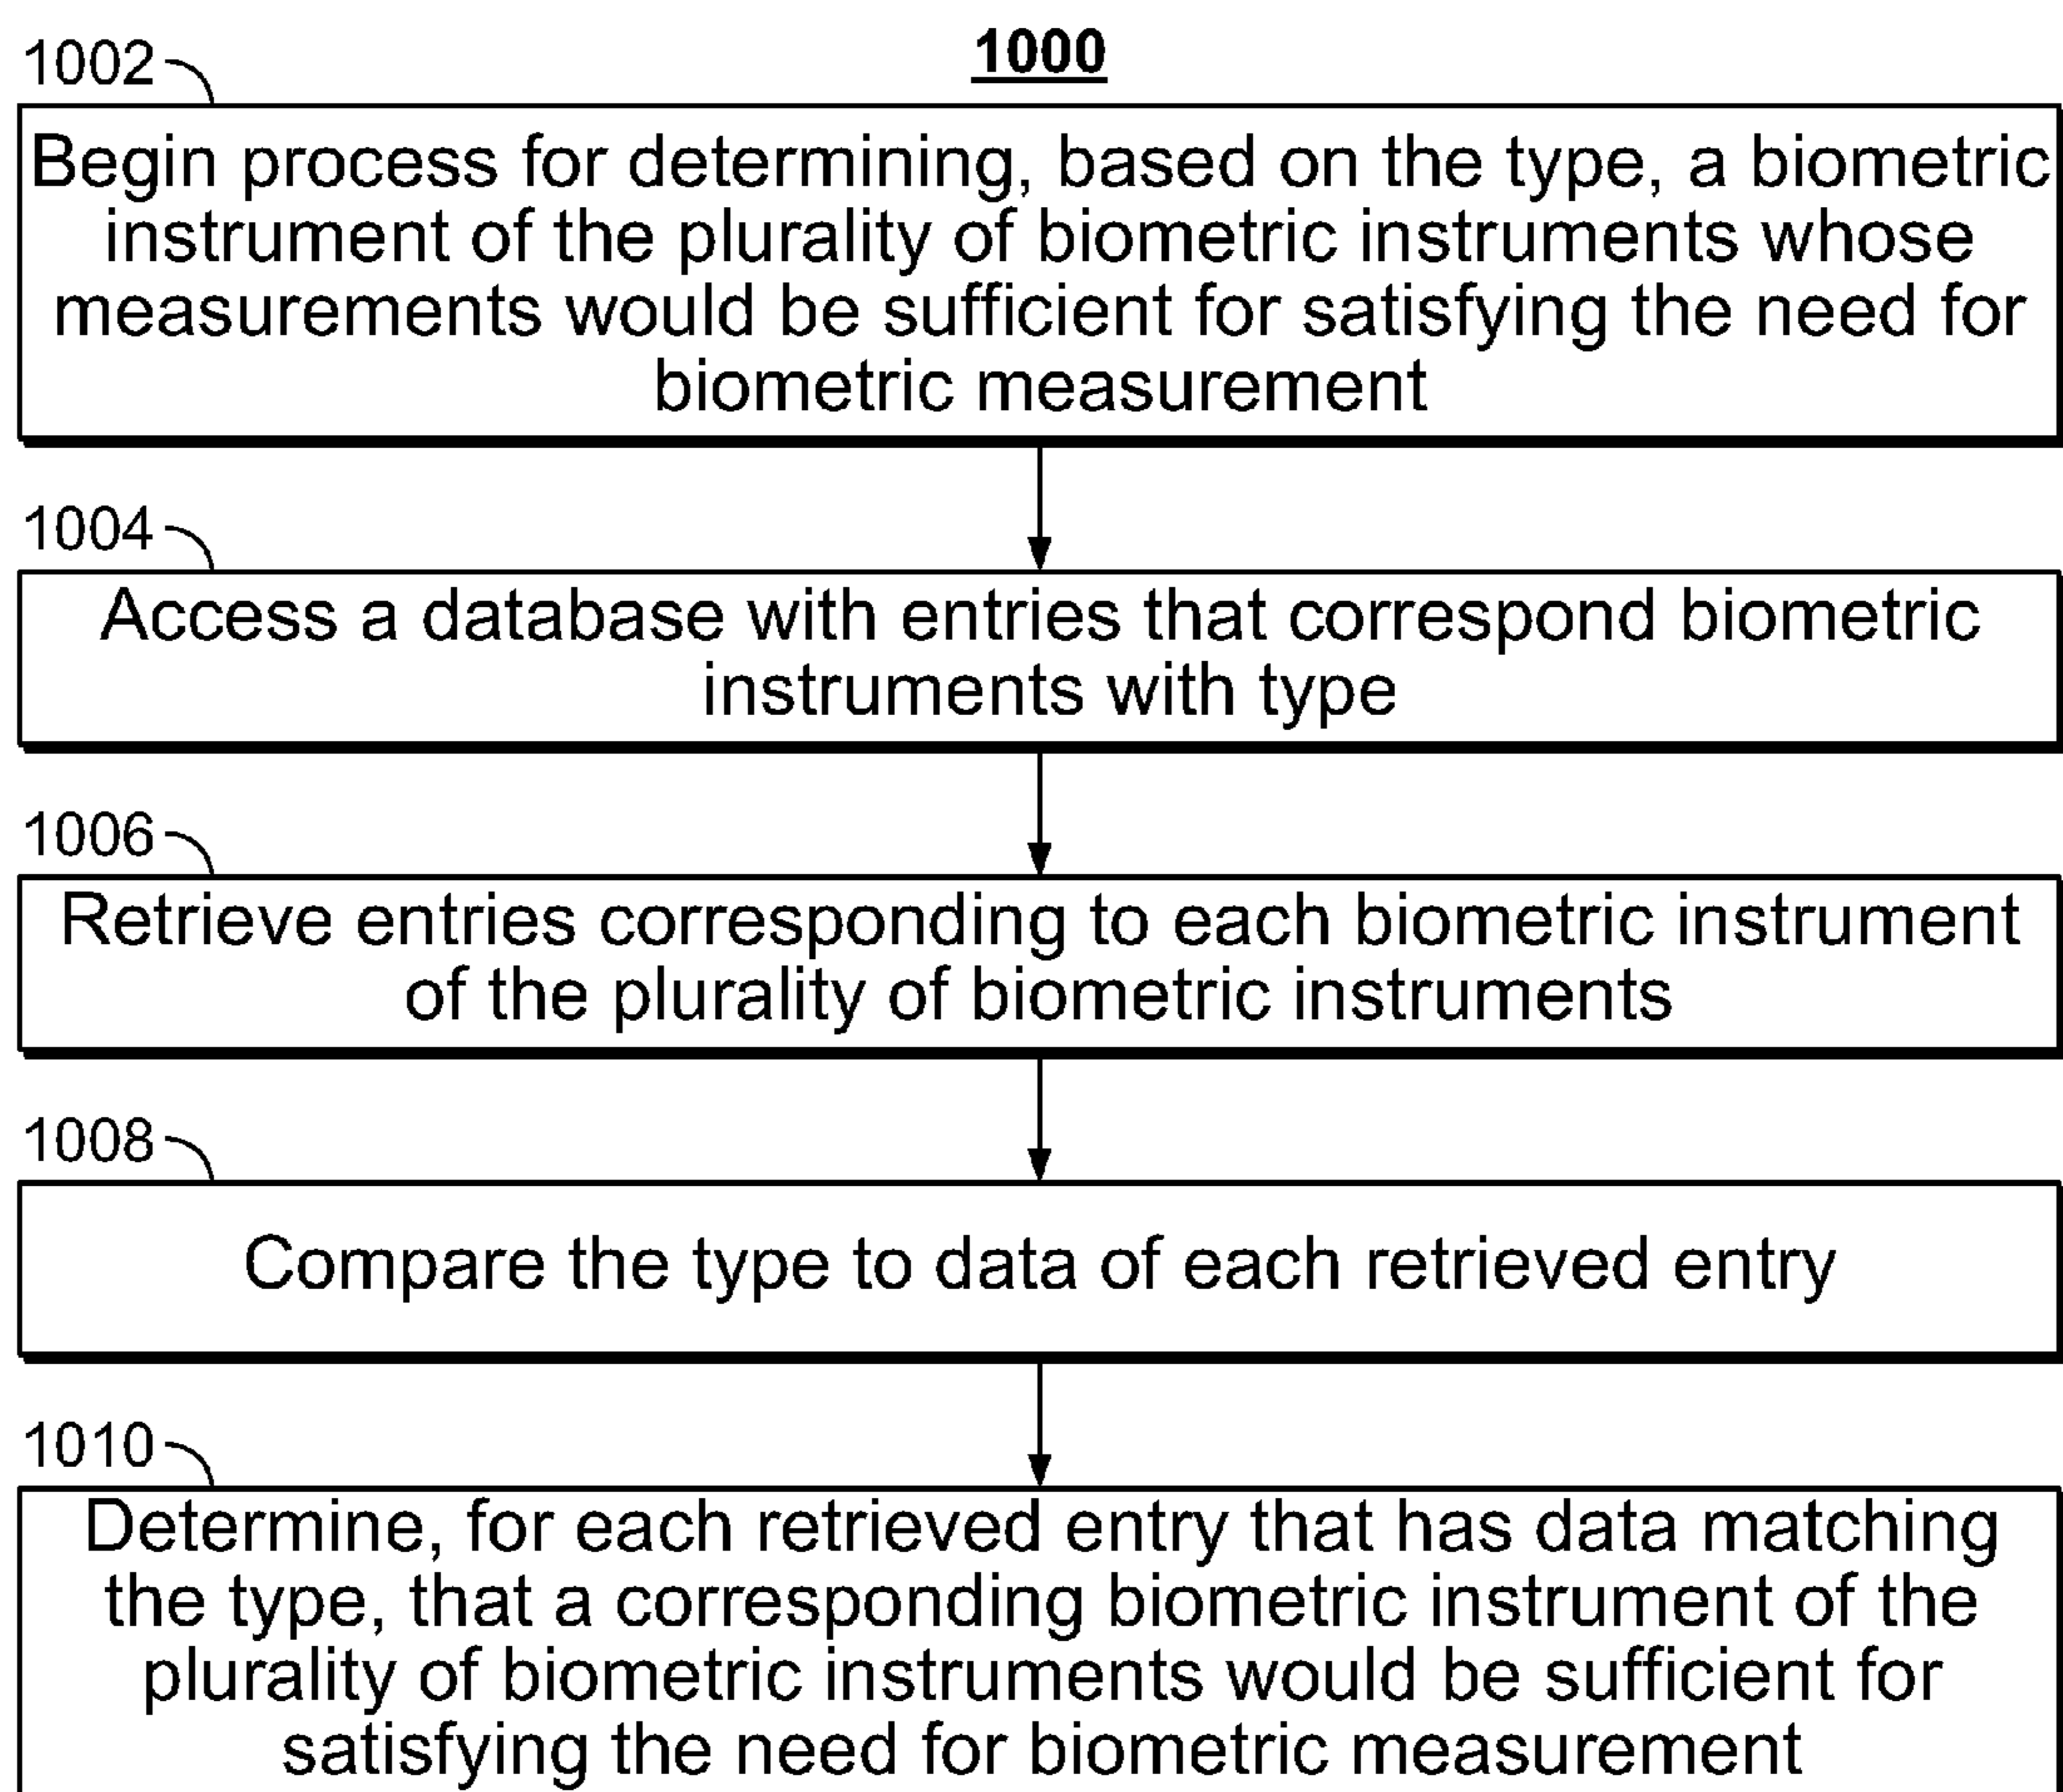 1000
1002
Begin process for determining, based on the type, a biometric
instrument of the plurality of biometric instruments whose
measurements would be sufficient for satisfying the need for
biometric measurement
1004
Access a database with entries that correspond biometric
instruments with type
1006
Retrieve entries corresponding to each biometric instrument
of the plurality of biometric instruments
1008
Compare the type to data of each retrieved entry
1010
Determine, for each retrieved entry that has data matching
the type, that a corresponding biometric instrument of the
plurality of biometric instruments would be sufficient for
satisfying the need for biometric measurement